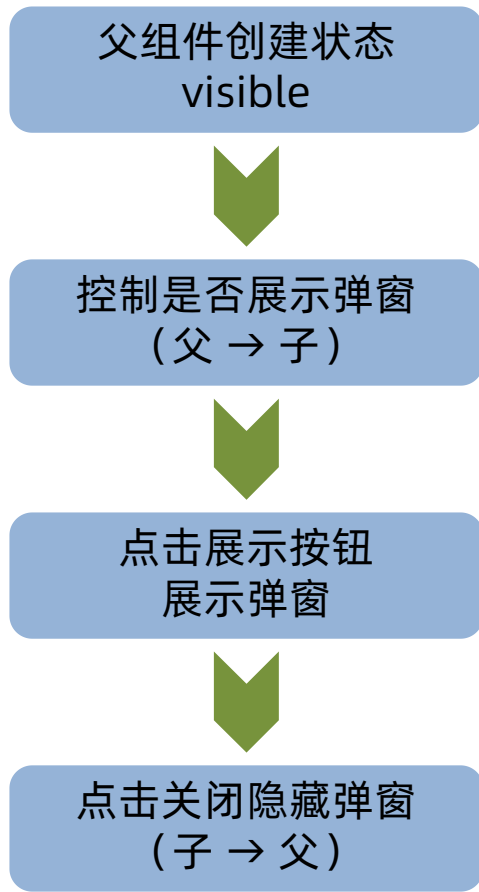 父组件创建状态
visible
控制是否展示弹窗
(父 → 子)
点击展示按钮
展示弹窗
点击关闭隐藏弹窗
(子 → 父)